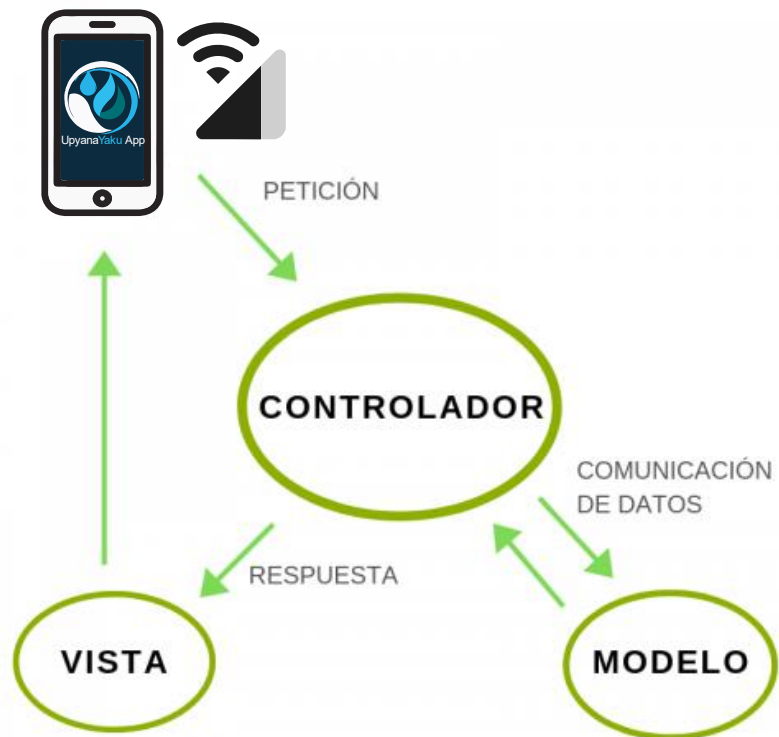 UpyanaYaku App
PETICIÓN
CONTROLADOR
COMUNICACIÓN
DE DATOS
RESPUESTA
VISTA
MODELO